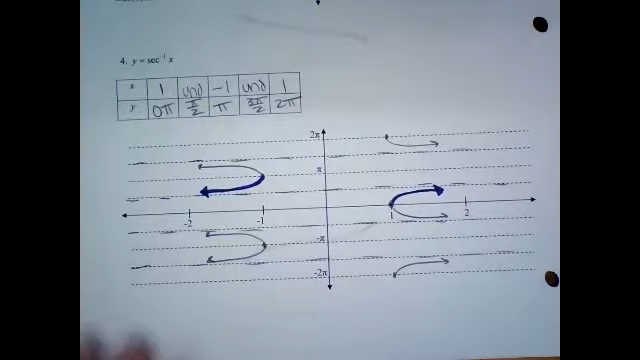 4. y = sec⁻¹ x
x 1 und -1 und 1
y 0π π/2 π 3π/2 2π
2π
π
-2 -1 1 2
-π
-2π